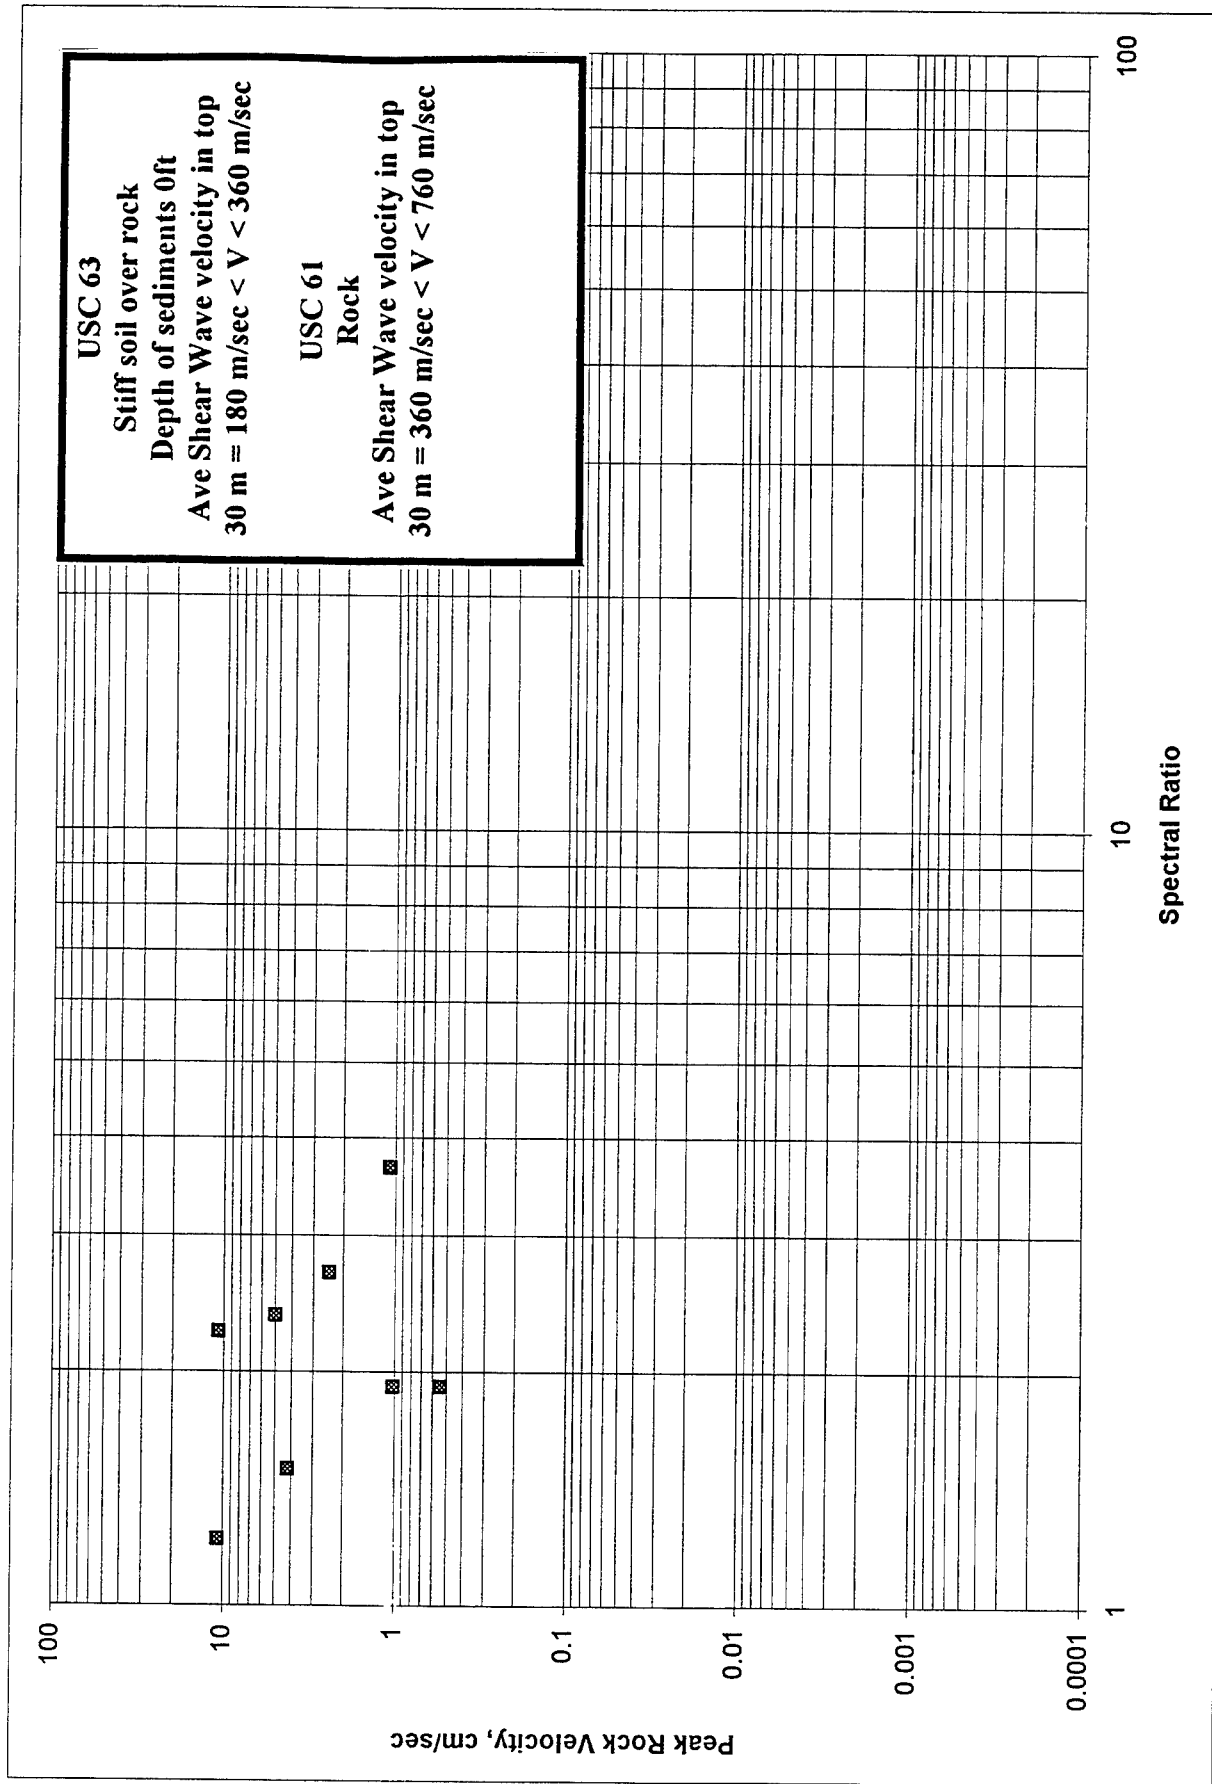 USC 63
Stiff soil over rock
Depth of sediments 0ft
Ave Shear Wave velocity in top
30 m = 180 m/sec < V < 360 m/sec
USC 61
Rock
Ave Shear Wave velocity in top
30 m = 360 m/sec < V < 760 m/sec
100
10
1
0.1
0.01
0.001
0.0001
Peak Rock Velocity, cm/sec
1
10
100
Spectral Ratio